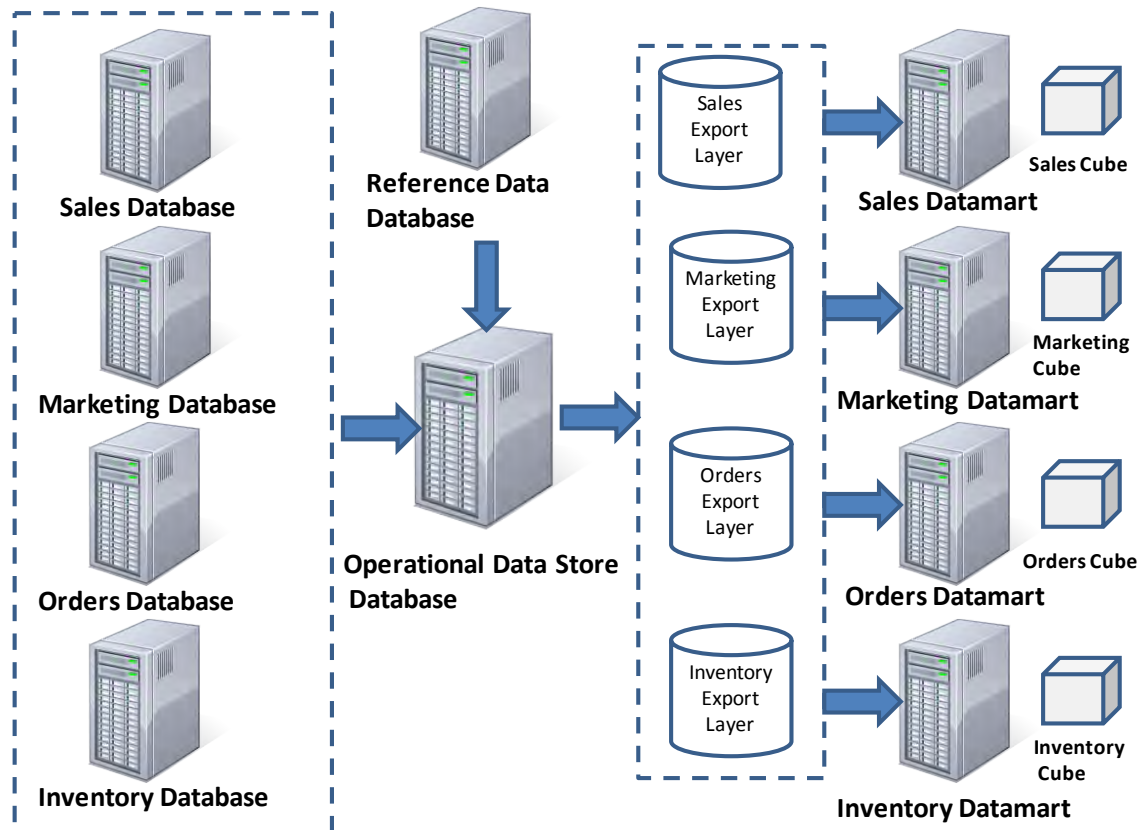 Sales Database
Marketing Database
Orders Database
Inventory Database
Reference Data
Database
Operational Data Store
Database
Sales
Export
Layer
Marketing
Export
Layer
Orders
Export
Layer
Inventory
Export
Layer
Sales Datamart
Sales Cube
Marketing Datamart
Marketing
Cube
Orders Datamart
Orders Cube
Inventory Datamart
Inventory
Cube